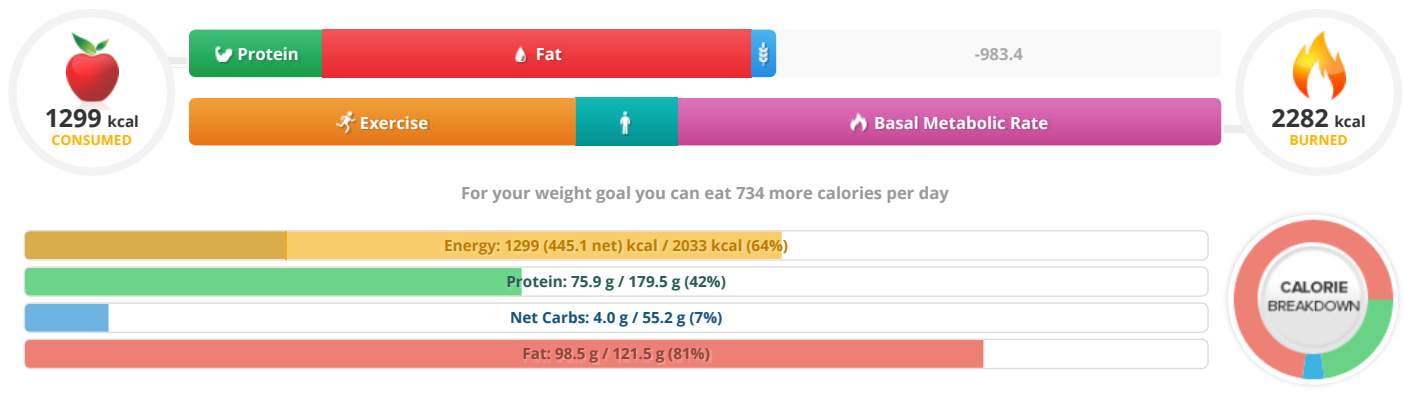 1299 kcal
CONSUMED
Protein
Fat
-983.4
Exercise
Basal Metabolic Rate
2282 kcal
BURNED
For your weight goal you can eat 734 more calories per day
Energy: 1299 (445.1 net) kcal / 2033 kcal (64%)
Protein: 75.9 g / 179.5 g (42%)
Net Carbs: 4.0 g / 55.2 g (7%)
Fat: 98.5 g / 121.5 g (81%)
CALORIE
BREAKDOWN